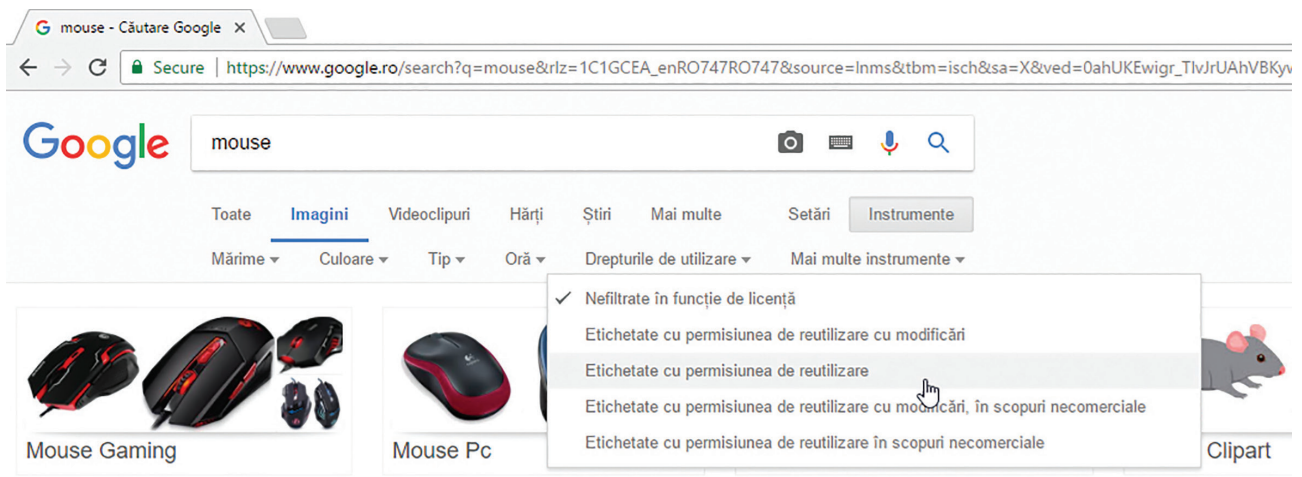 mouse - Căutare Google
Secure | https://www.google.ro/search?q=mouse&rlz=1C1GCEA_enRO747RO747&source=lnms&tbm=isch&sa=X&ved=0ahUKEwigr_TlvJrUAhVBKyv
Google mouse
Toate Imagini Videoclipuri Hărți Știri Mai multe Setări Instrumente
Mărime Culoare Tip Oră Drepturile de utilizare Mai multe instrumente
Nefiltrate în funcție de licență
Etichetate cu permisiunea de reutilizare cu modificări
Etichetate cu permisiunea de reutilizare
Etichetate cu permisiunea de reutilizare cu modificări, în scopuri necomerciale
Etichetate cu permisiunea de reutilizare în scopuri necomerciale
Mouse Gaming Mouse Pc Clipart